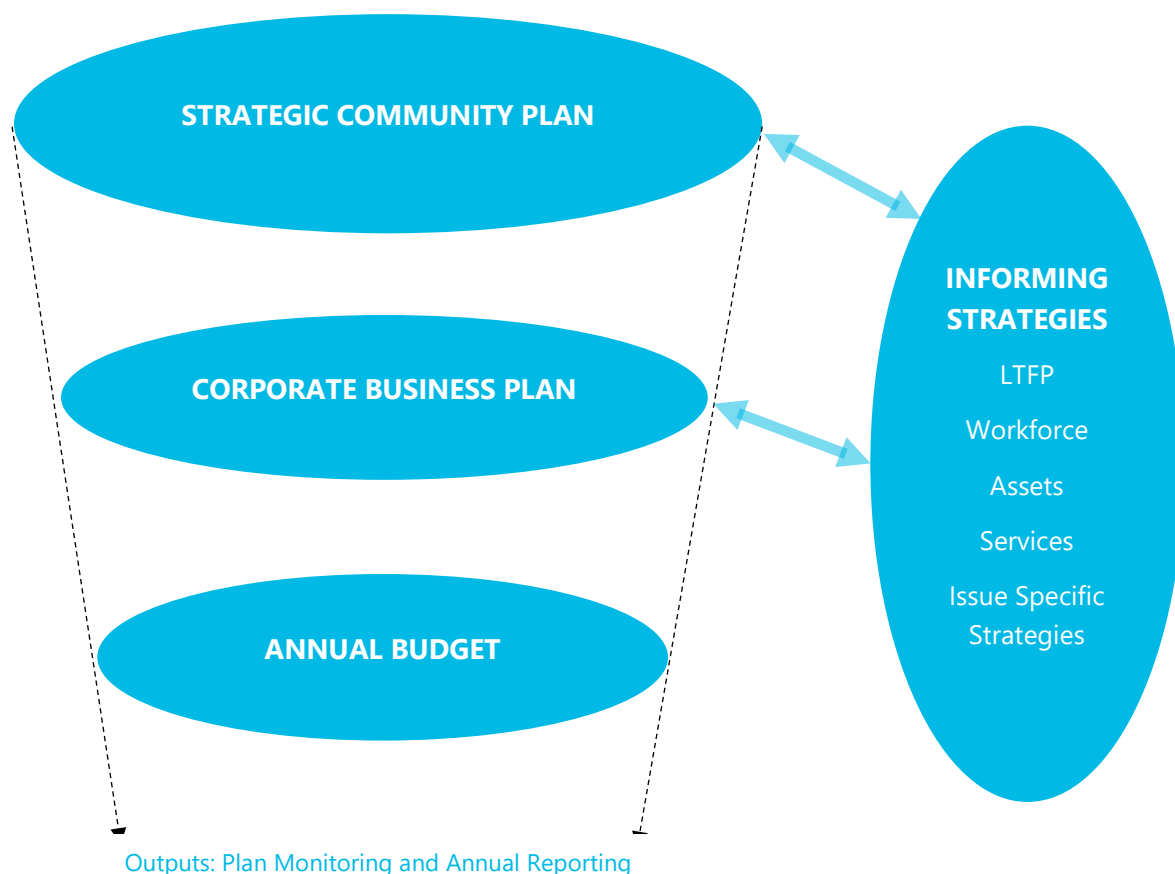 STRATEGIC COMMUNITY PLAN
CORPORATE BUSINESS PLAN
ANNUAL BUDGET
INFORMING
STRATEGIES
LTFP
Workforce
Assets
Services
Issue Specific
Strategies
Outputs: Plan Monitoring and Annual Reporting